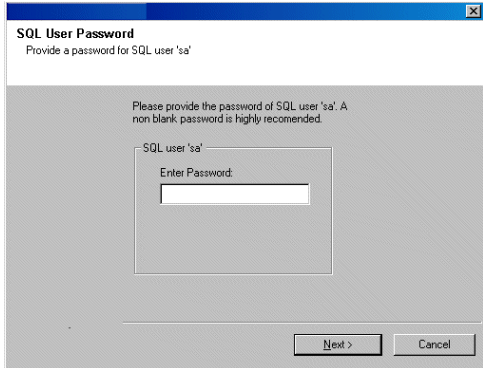 SQL User Password
Provide a password for SQL user 'sa'
Please provide the password of SQL user 'sa'. A
non blank password is highly recomended.
SQL user 'sa'
Enter Password:
Next >
Cancel